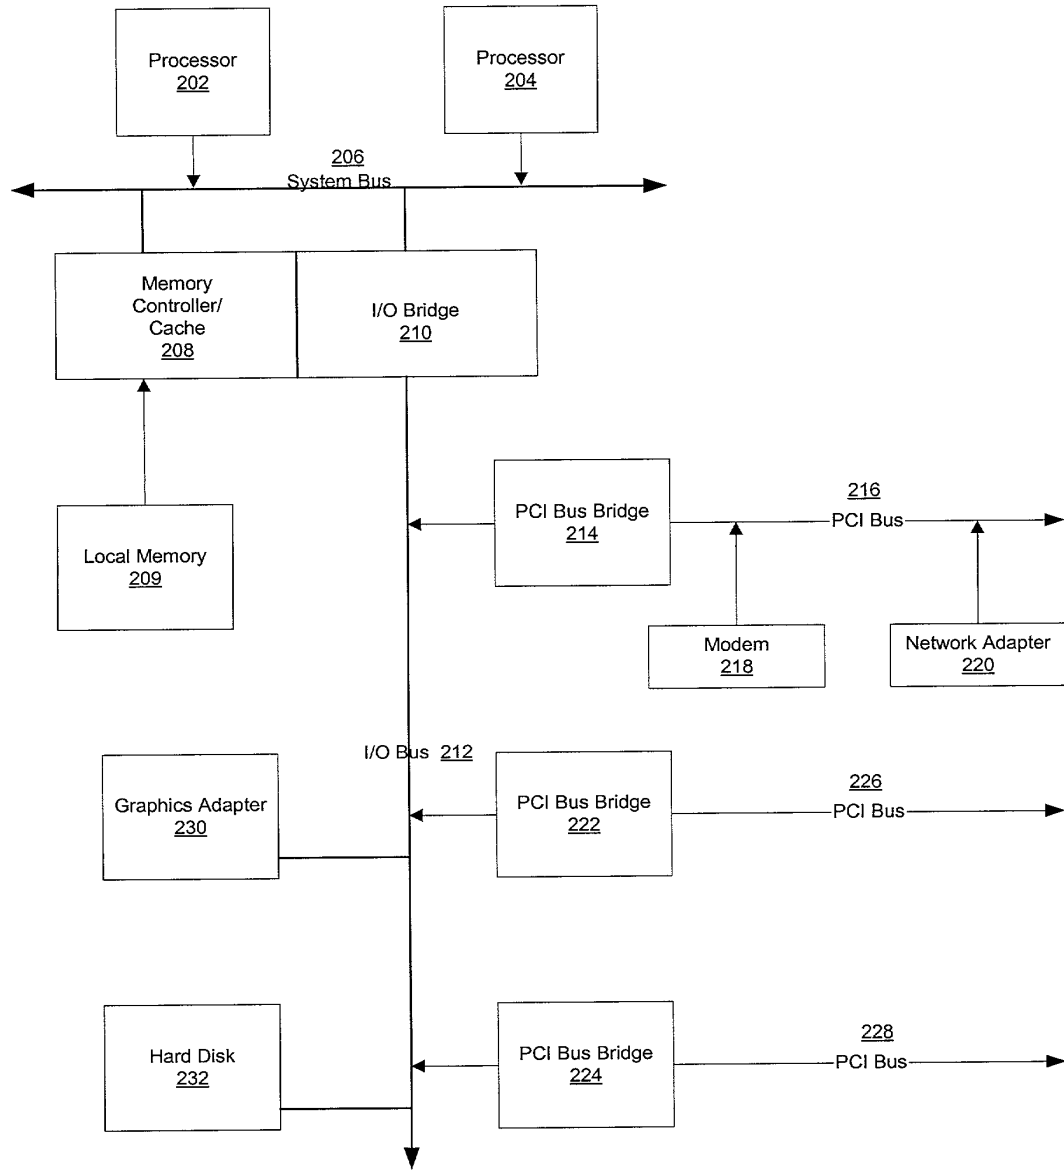 Processor
202
Processor
204
206
System Bus
Memory
Controller/
Cache
208
I/O Bridge
210
Local Memory
209
PCI Bus Bridge
214
216
PCI Bus
Modem
218
Network Adapter
220
I/O Bus 212
Graphics Adapter
230
PCI Bus Bridge
222
226
PCI Bus
Hard Disk
232
PCI Bus Bridge
224
228
PCI Bus